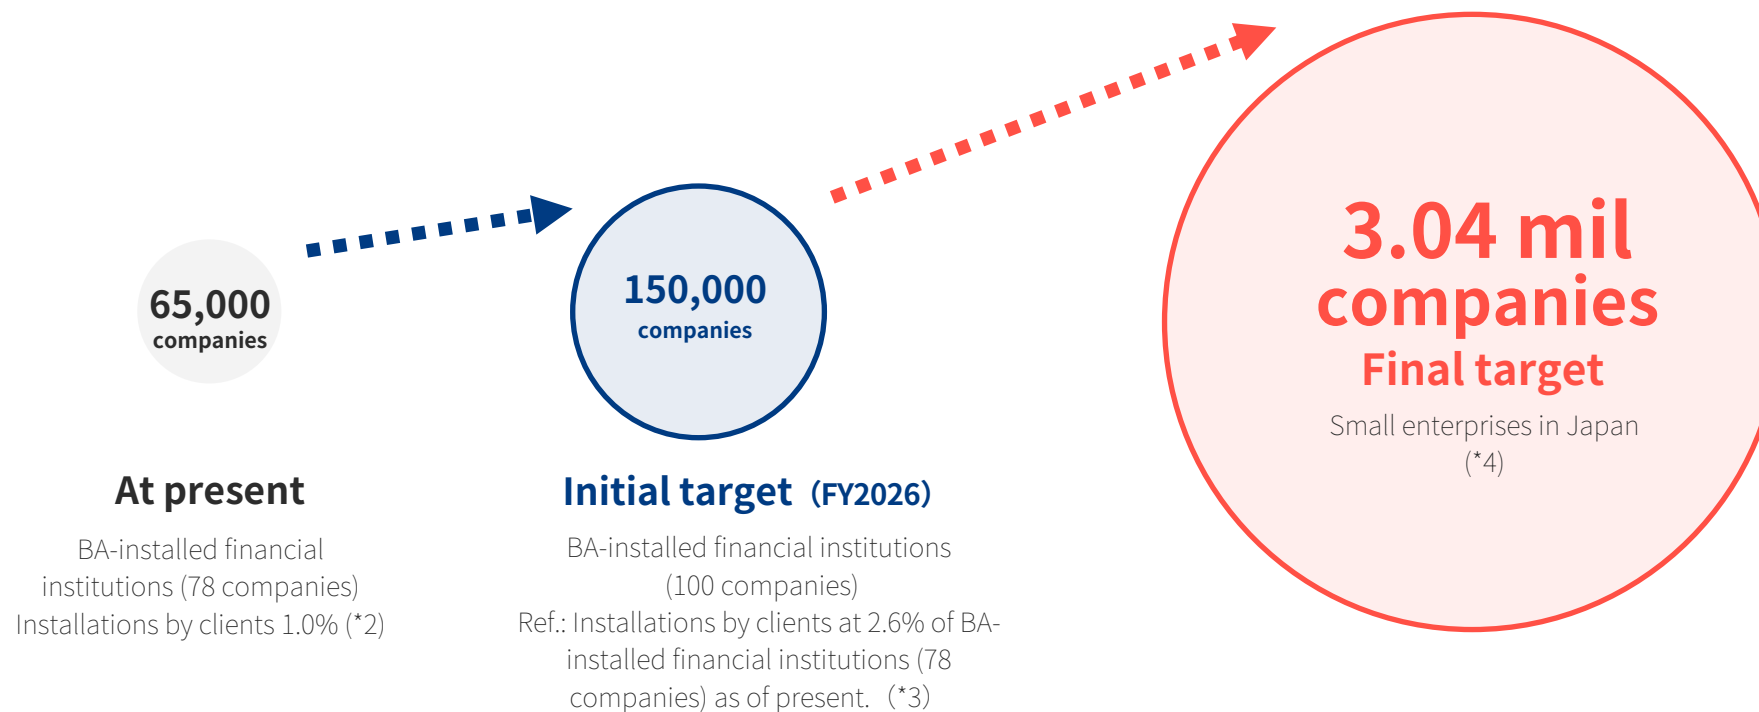 65,000
companies
At present
BA-installed financial
institutions (78 companies)
Installations by clients 1.0% (*2)
150,000
companies
Initial target（FY2026）
BA-installed financial institutions
(100 companies)
Ref.: Installations by clients at 2.6% of BA-
installed financial institutions (78
companies) as of present.（*3）
3.04 mil
companies
Final target
Small enterprises in Japan
(*4)